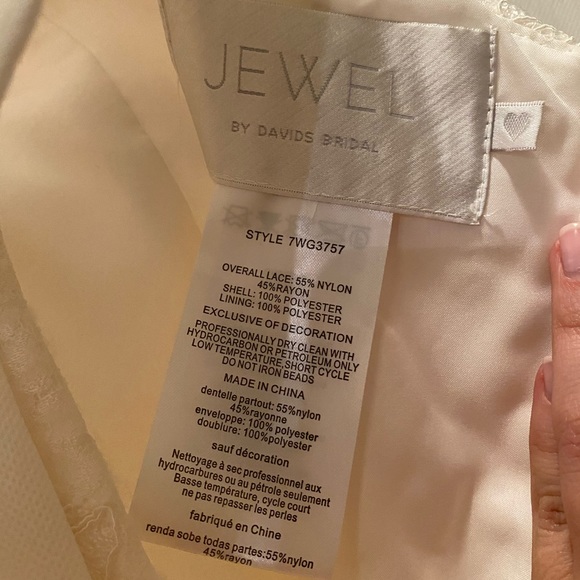 JEWEL
BY DAVIDS BRIDAL
STYLE 7WG3757
OVERALL LACE: 55% NYLON
45%RAYON
SHELL: 100% POLYESTER
LINING: 100% POLYESTER
EXCLUSIVE OF DECORATION
PROFESSIONALLY DRY CLEAN WITH
HYDROCARBON OR PETROLEUM ONLY
LOW TEMPERATURE,SHORT CYCLE
DO NOT IRON BEADS
MADE IN CHINA
dentelle partout: 55%nylon
45%rayonne
enveloppe: 100%polyester
doublure: 100%polyester
sauf décoration
Nettoyage à sec professionnel aux
hydrocarbures ou au pétrole seulement
Basse température, cycle court
ne pas repasser les perles
fabriqué en Chine
renda sobe todas partes:55%nylon
45%rayon